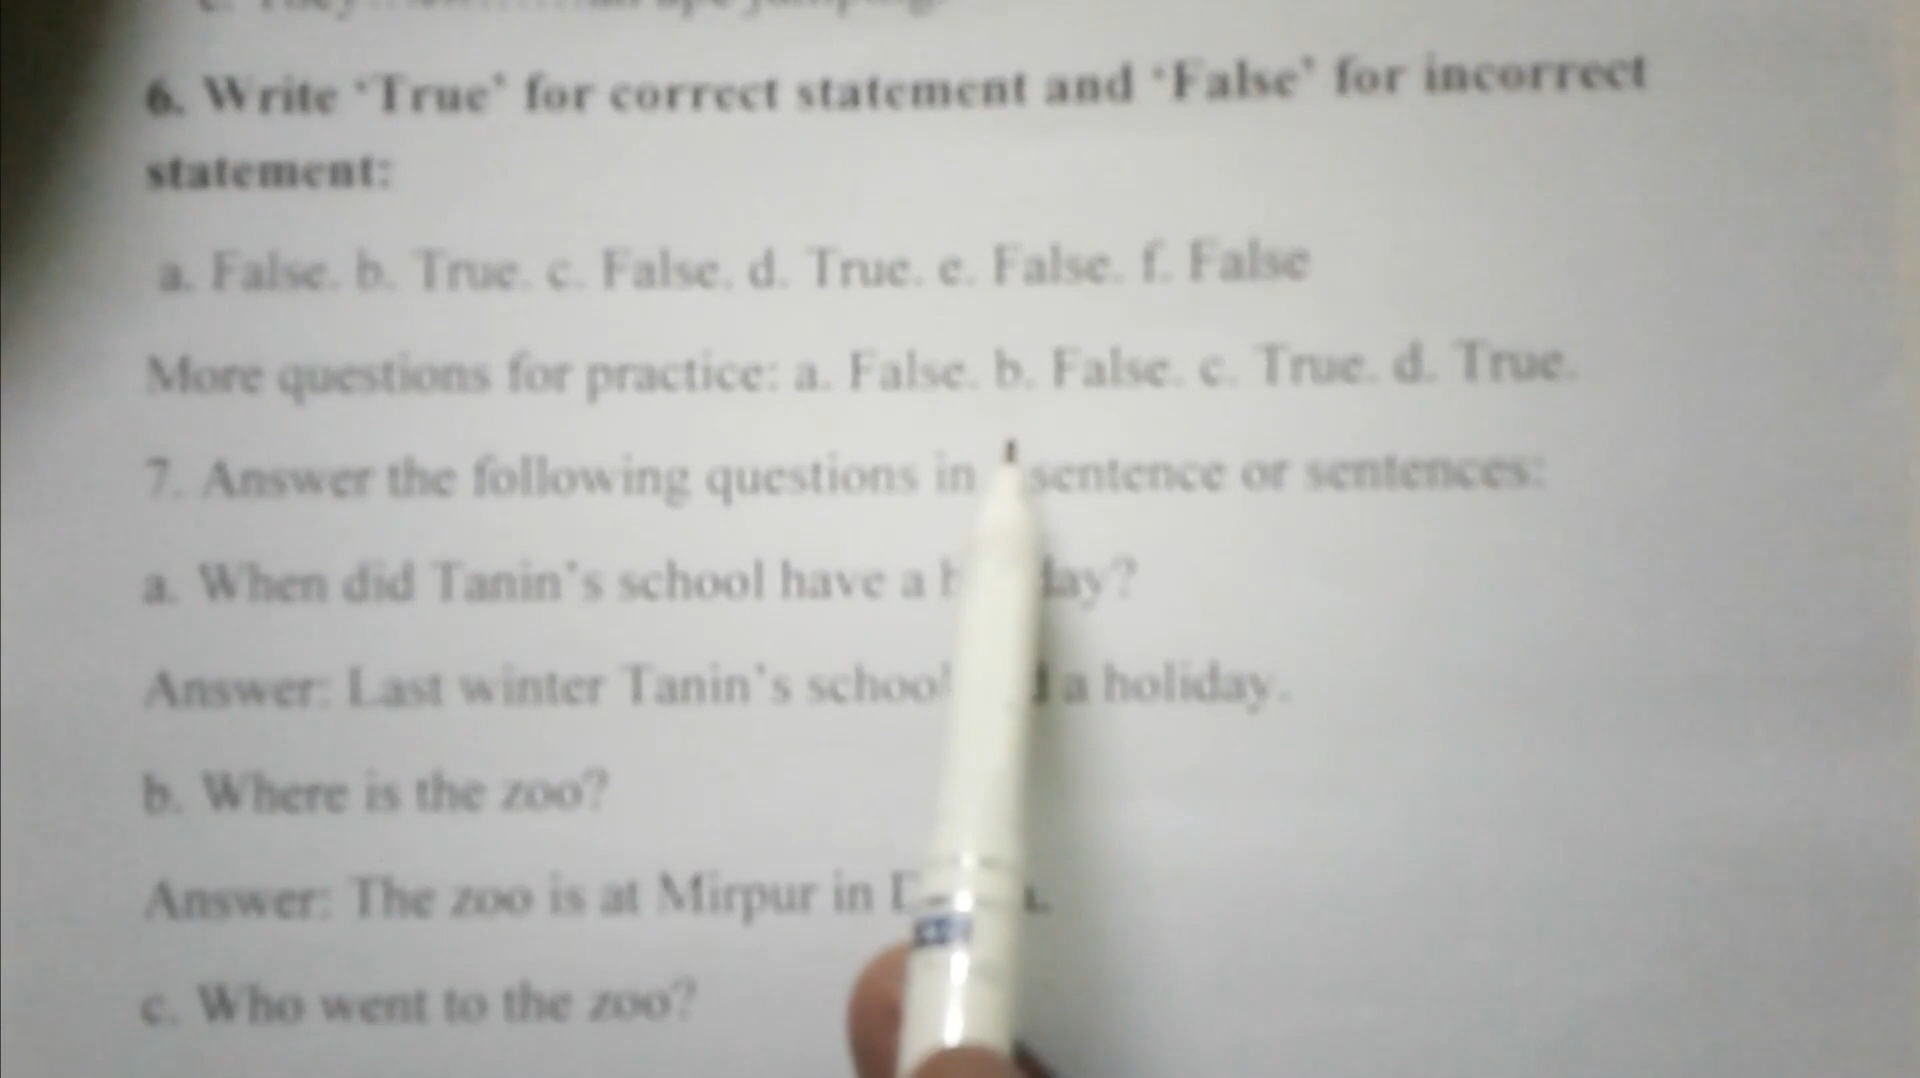 6. Write ‘True’ for correct statement and ‘False’ for incorrect
statement:
a. False. b. True. c. False. d. True. e. False. f. False
More questions for practice: a. False. b. False. c. True. d. True.
7. Answer the following questions in sentence or sentences:
a. When did Tanin’s school have a
Answer: Last winter Tanin’s school a holiday.
b. Where is the zoo?
Answer: The zoo is at Mirpur in
c. Who went to the zoo?